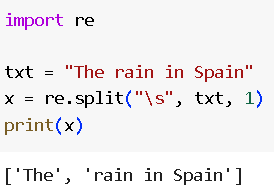 import re
txt = "The rain in Spain"
x = re.split("\s", txt, 1)
print(x)
['The', 'rain in Spain']